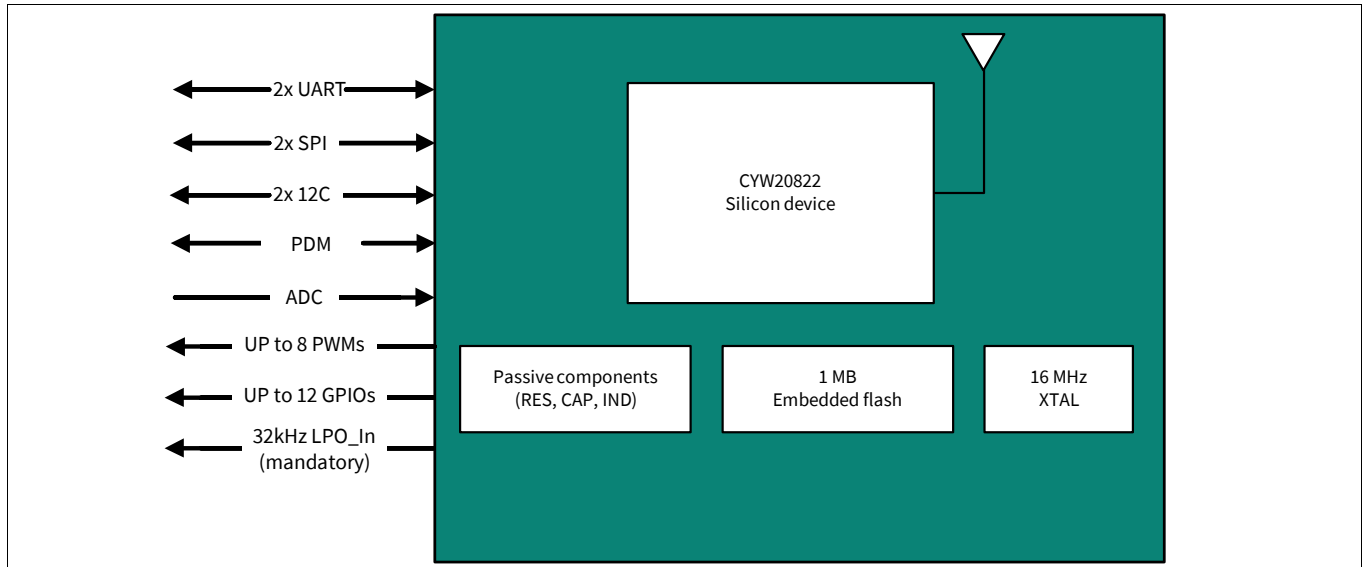 2x UART
2x SPI
2x 12C
PDM
ADC
UP to 8 PWMs
UP to 12 GPIOs
32kHz LPO_In
(mandatory)
CYW20822
Silicon device
Passive components
(RES, CAP, IND)
1 MB
Embedded flash
16 MHz
XTAL